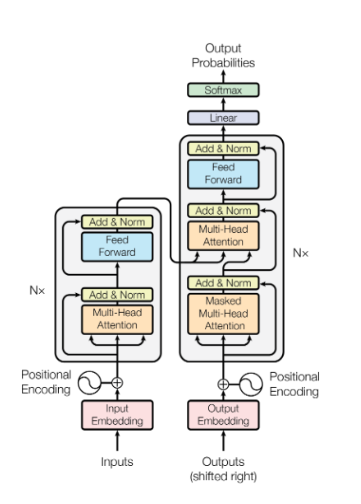 Output
Probabilities
Softmax
Linear
Add & Norm
Feed
Forward
Add & Norm
Multi-Head
Attention
Add & Norm
Masked
Multi-Head
Attention
Nx
Positional
Encoding
Output
Embedding
Outputs
(shifted right)
Add & Norm
Feed
Forward
Add & Norm
Multi-Head
Attention
Nx
Positional
Encoding
Input
Embedding
Inputs